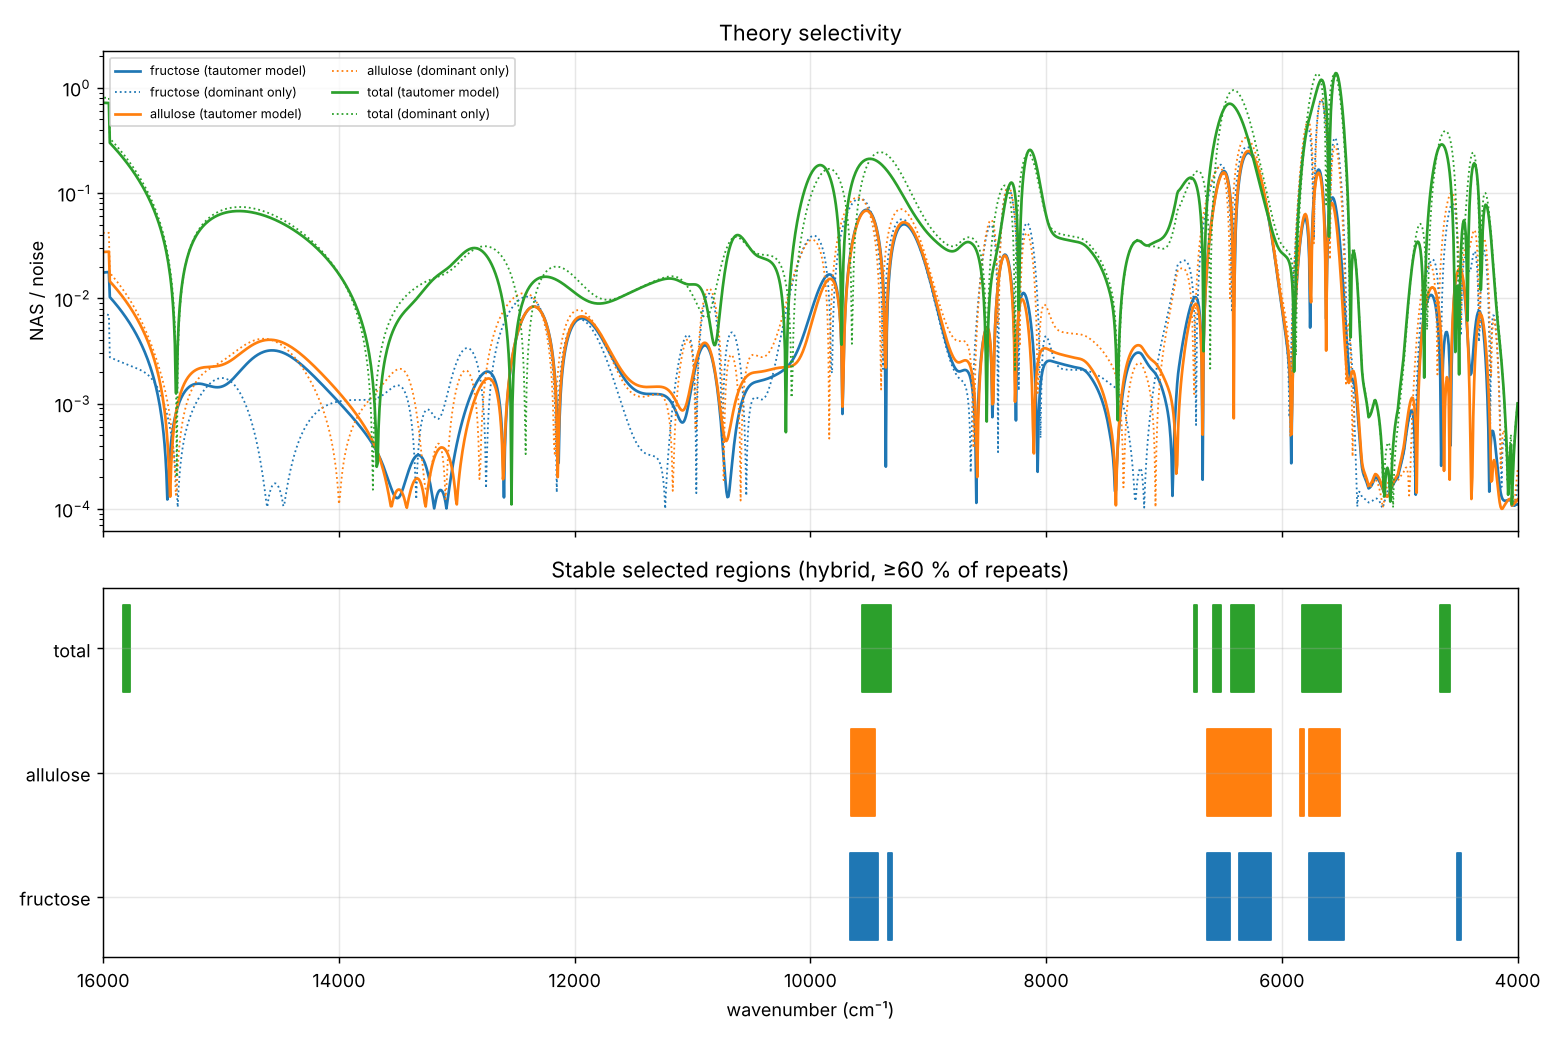 Theory selectivity
fructose (tautomer model)
fructose (dominant only)
allulose (tautomer model)
allulose (dominant only)
total (tautomer model)
total (dominant only)
NAS / noise
10⁰
10⁻¹
10⁻²
10⁻³
10⁻⁴
Stable selected regions (hybrid, ≥60 % of repeats)
total
allulose
fructose
16000 14000 12000 10000 8000 6000 4000
wavenumber (cm⁻¹)